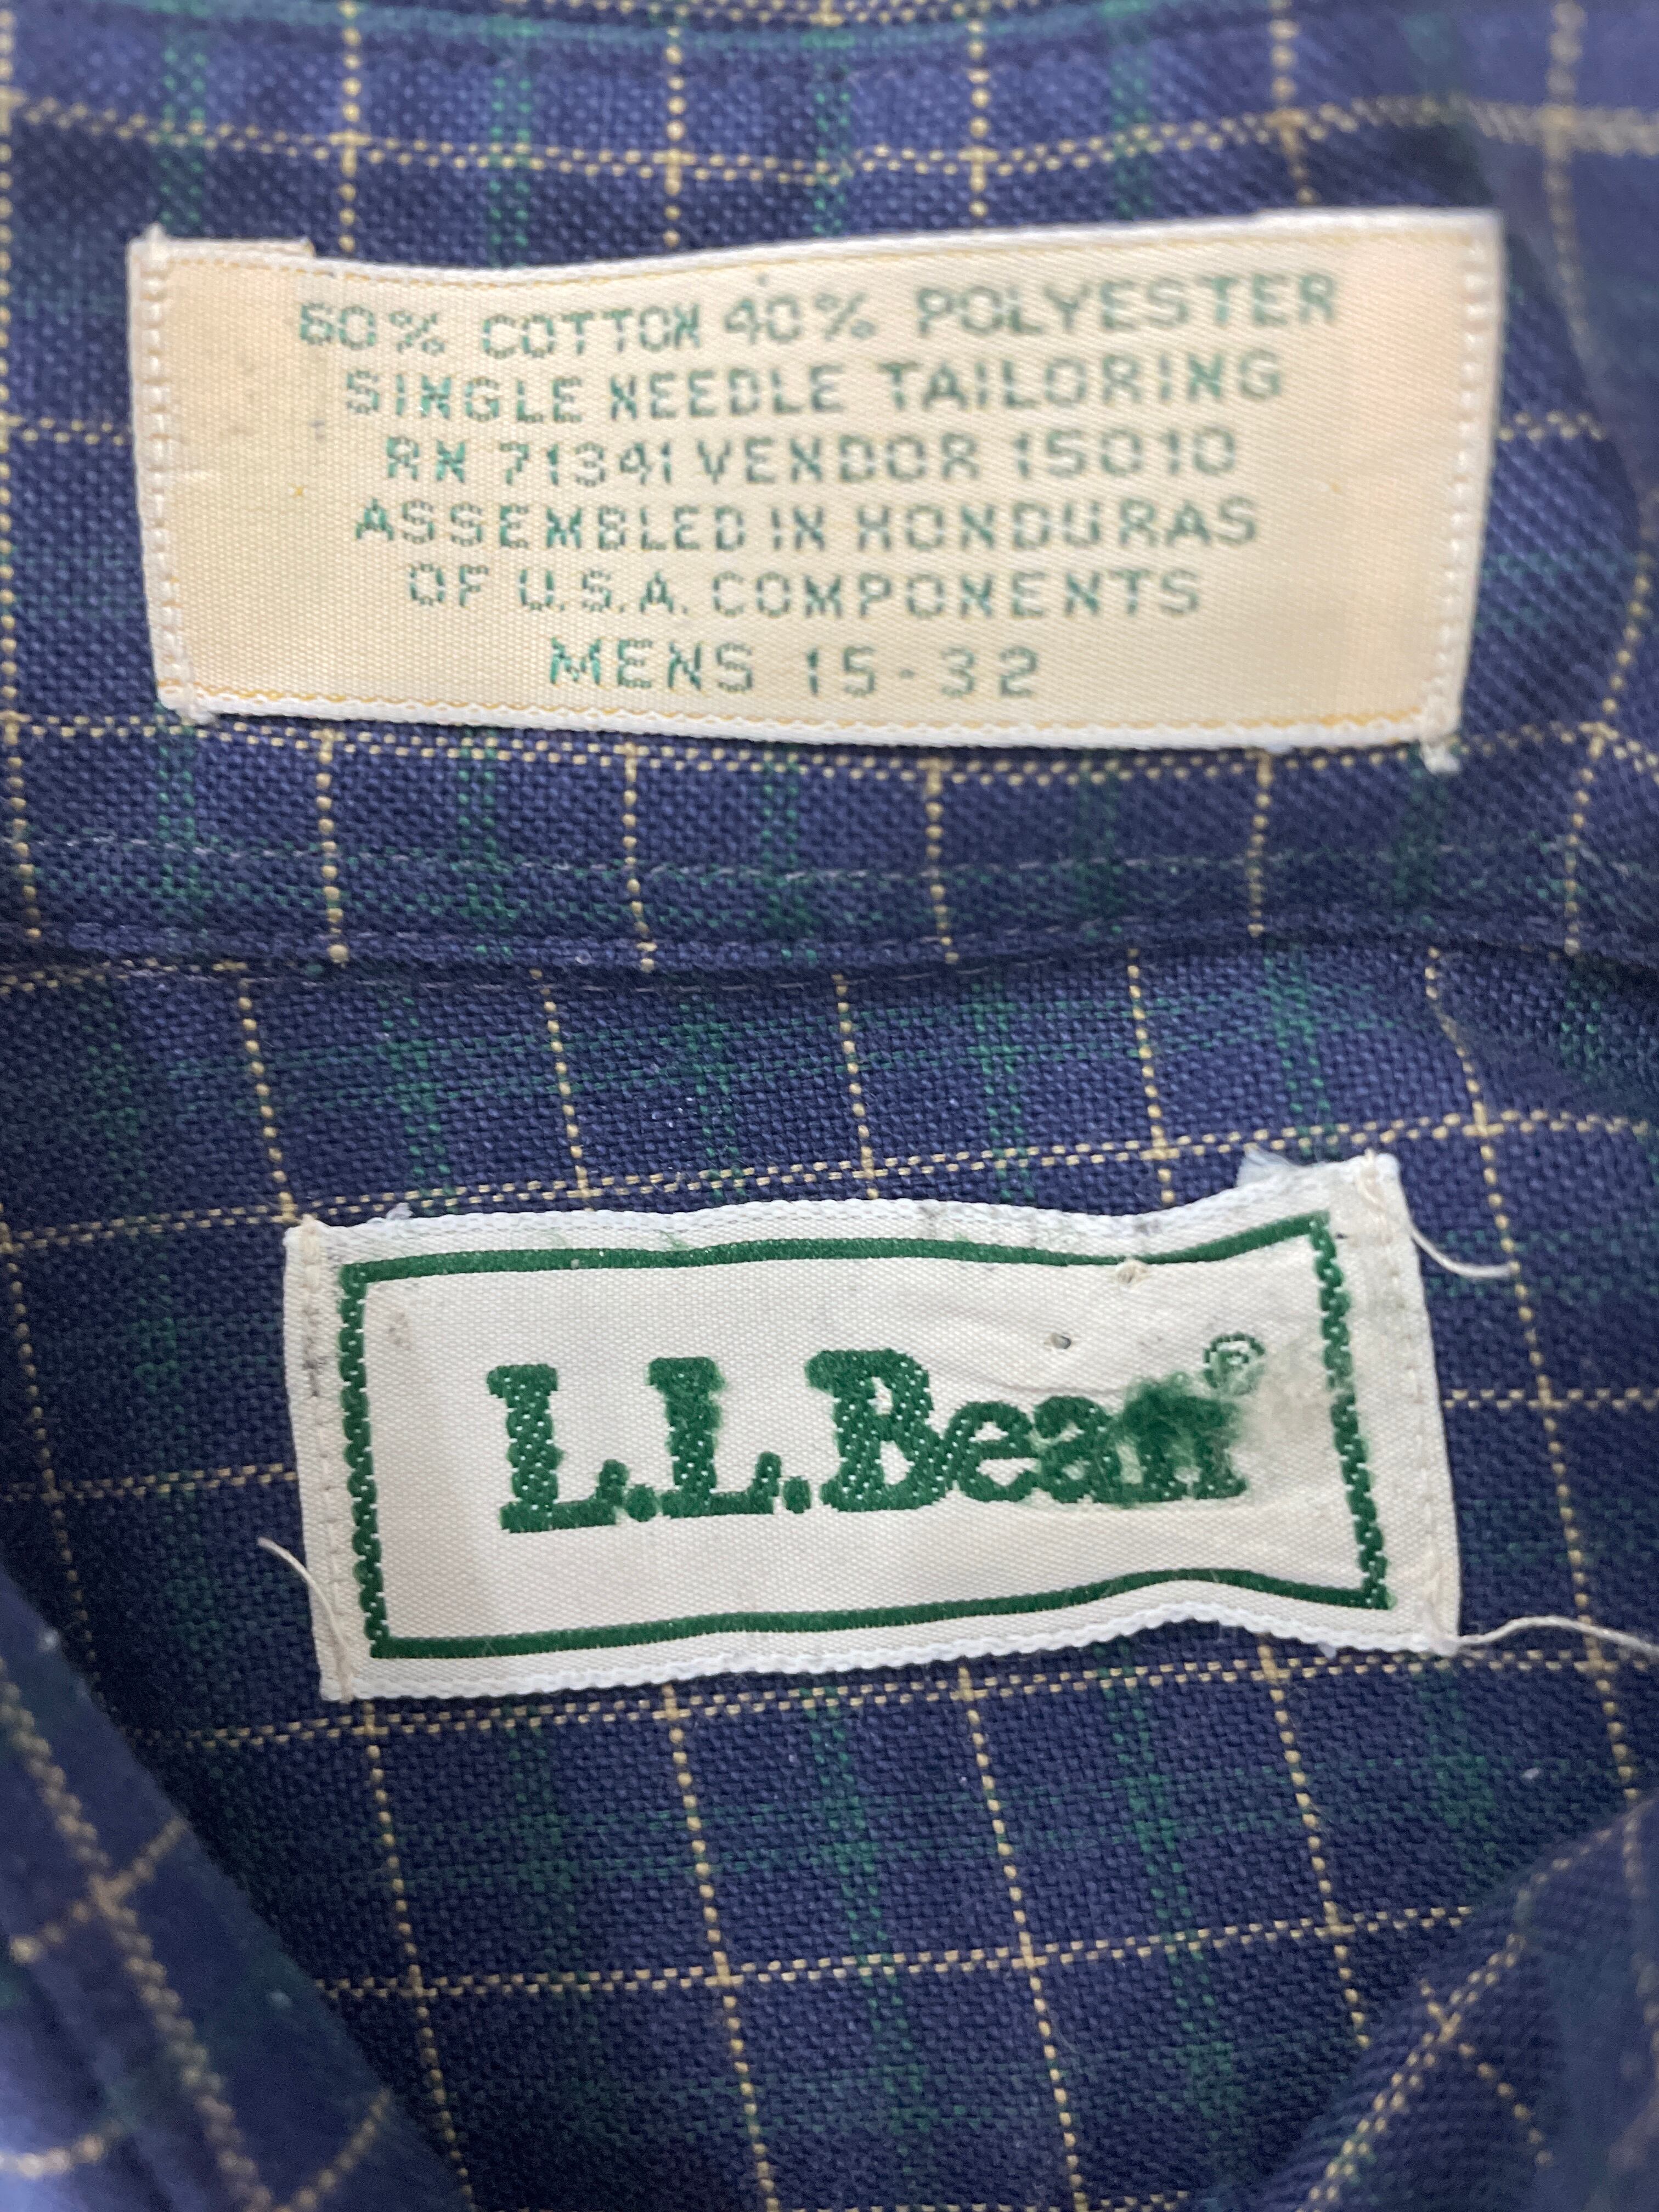 60% COTTON 40% POLYESTER
SINGLE NEEDLE TAILORING
RN 71341 VENDOR 15010
ASSEMBLED IN HONDURAS
OF U.S.A. COMPONENTS
MENS 15-32
L.L.Bean®